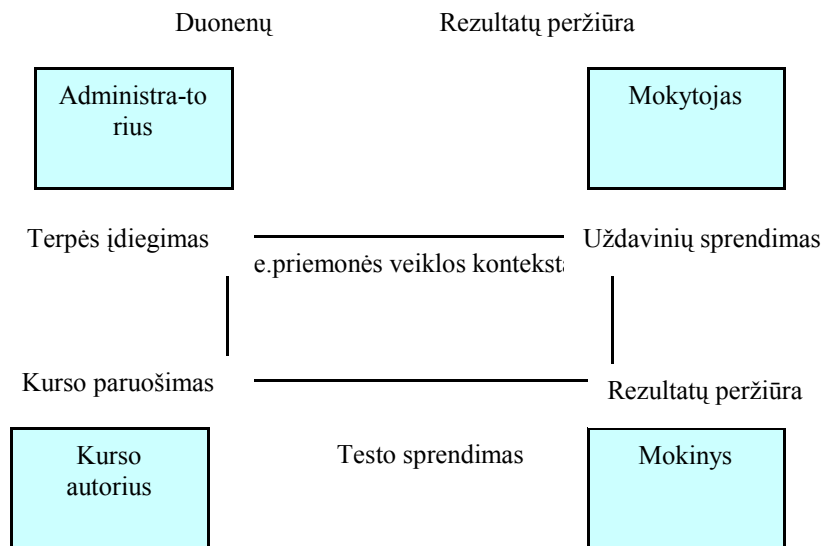 Duonenų
Rezultatų peržiūra
Administra-to
rius
Mokytojas
Terpės įdiegimas
Uždavinių sprendimas
e.priemonės veiklos konteksta
Kurso paruošimas
Rezultatų peržiūra
Kurso
autorius
Testo sprendimas
Mokinys